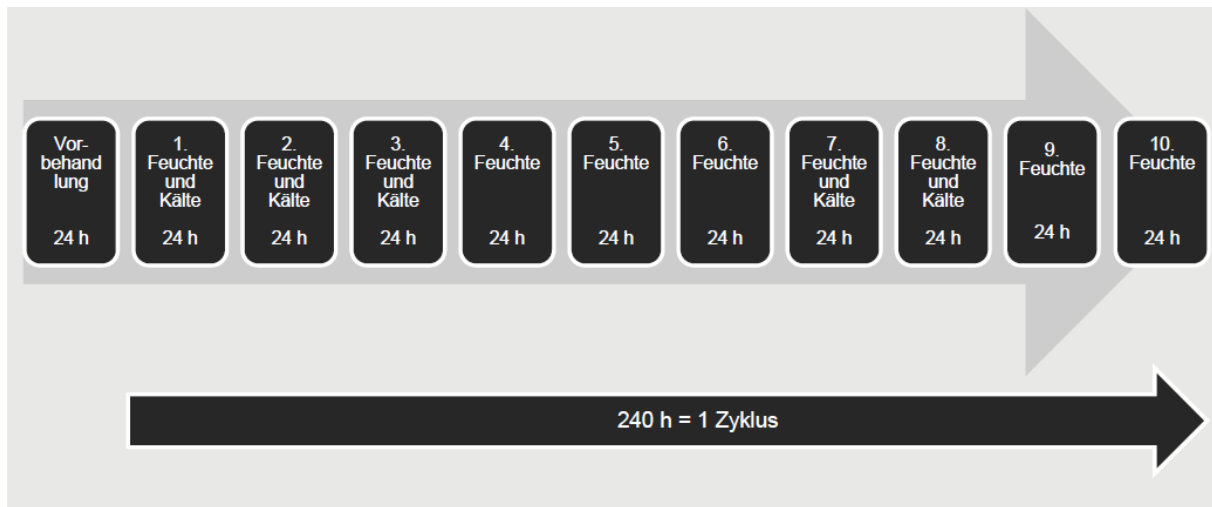 Vor-
behand
lung
24 h
1.
Feuchte
und
Kälte
24 h
2.
Feuchte
und
Kälte
24 h
3.
Feuchte
und
Kälte
24 h
4.
Feuchte
24 h
5.
Feuchte
24 h
6.
Feuchte
24 h
7.
Feuchte
und
Kälte
24 h
8.
Feuchte
und
Kälte
24 h
9.
Feuchte
24 h
10.
Feuchte
24 h
240 h = 1 Zyklus